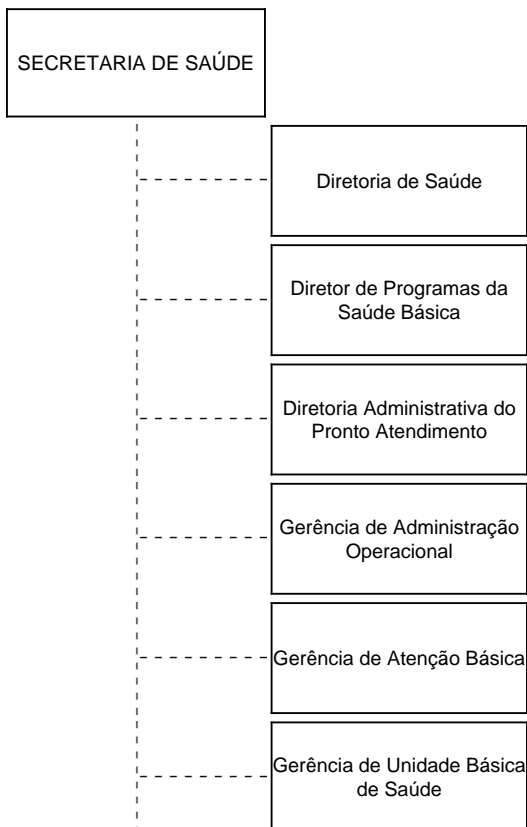 SECRETARIA DE SAÚDE
Diretoria de Saúde
Diretor de Programas da
Saúde Básica
Diretoria Administrativa do
Pronto Atendimento
Gerência de Administração
Operacional
Gerência de Atenção Básica
Gerência de Unidade Básica
de Saúde